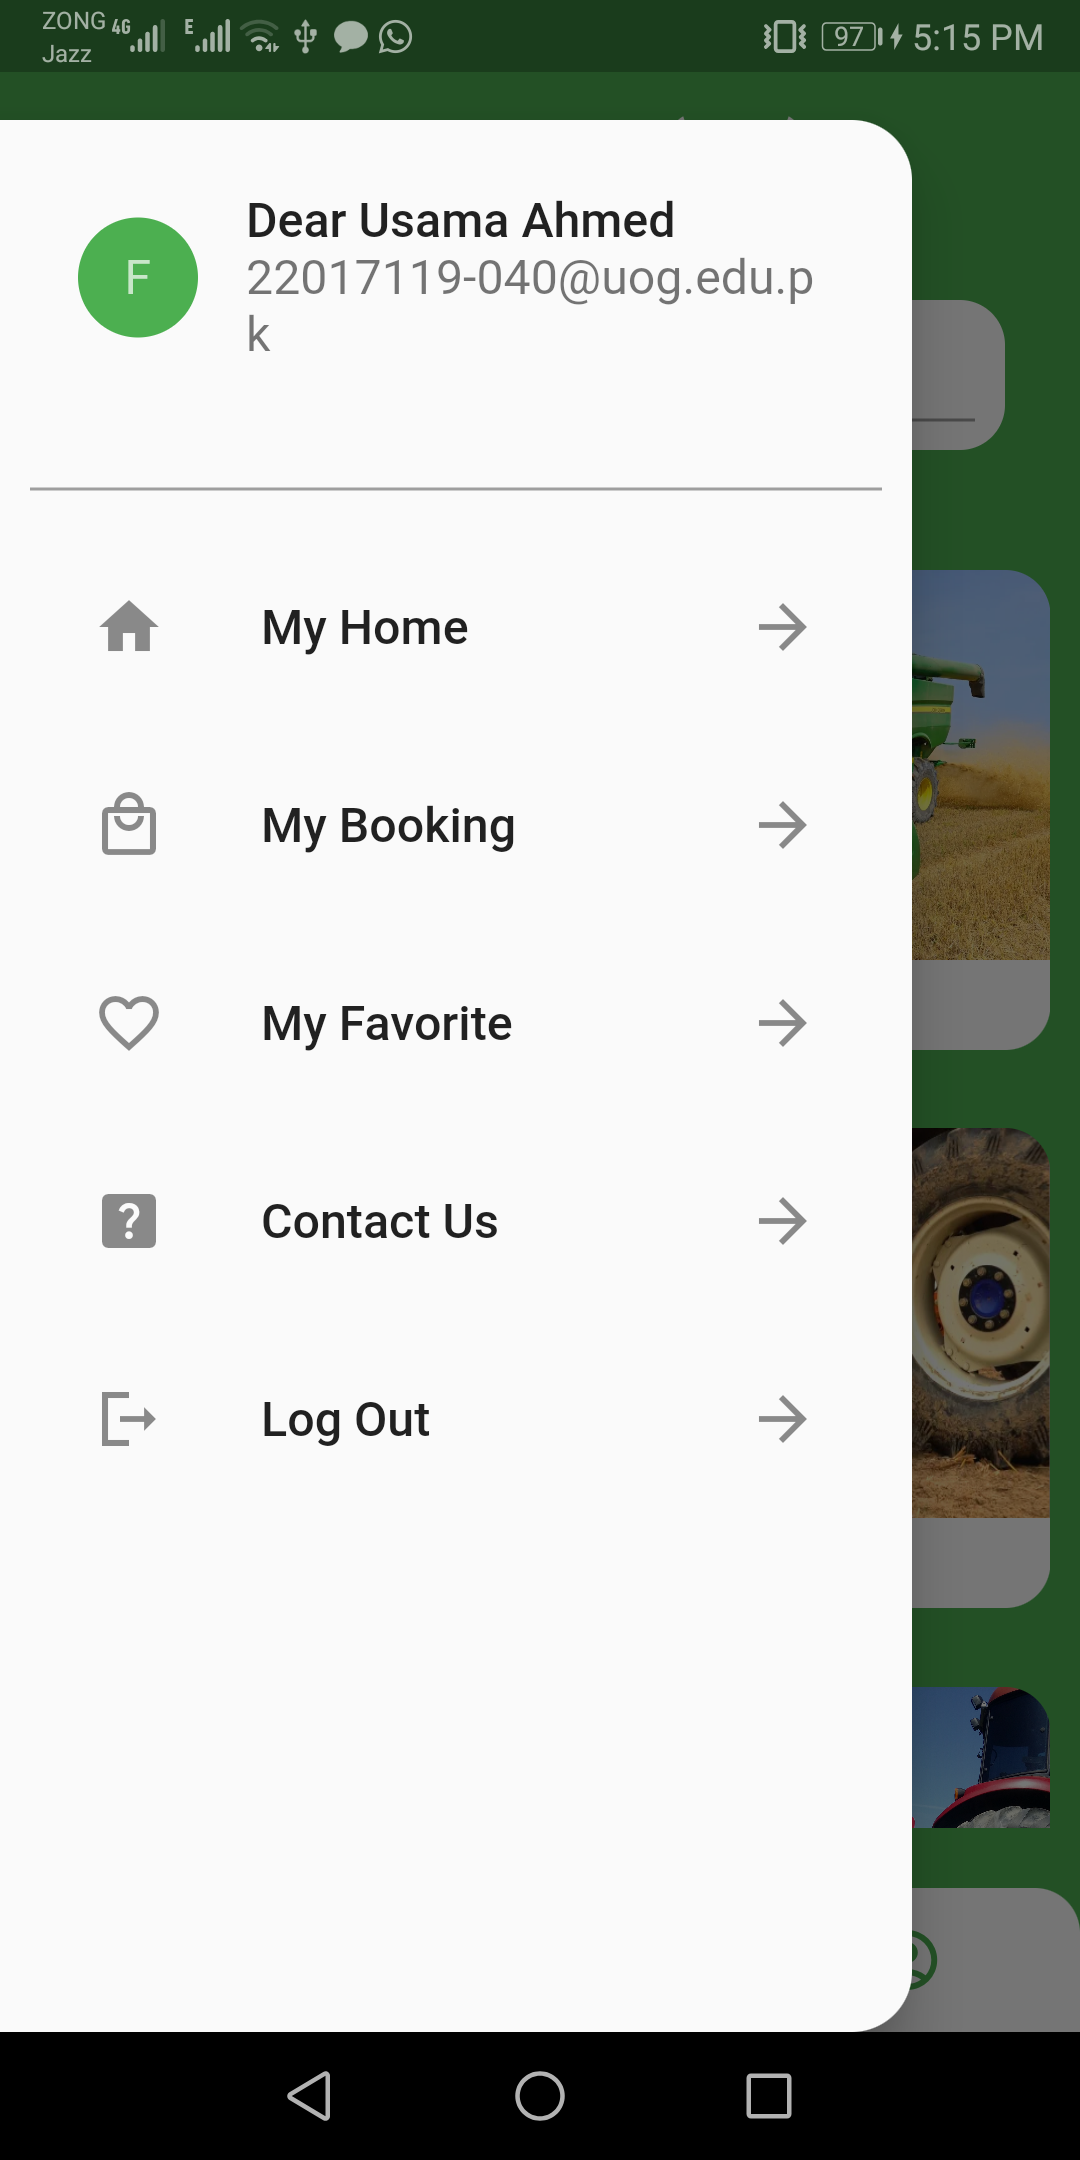 ZONG 4G E 97 5:15 PM
Jazz
F
Dear Usama Ahmed
22017119-040@uog.edu.p
k
My Home
My Booking
My Favorite
Contact Us
Log Out